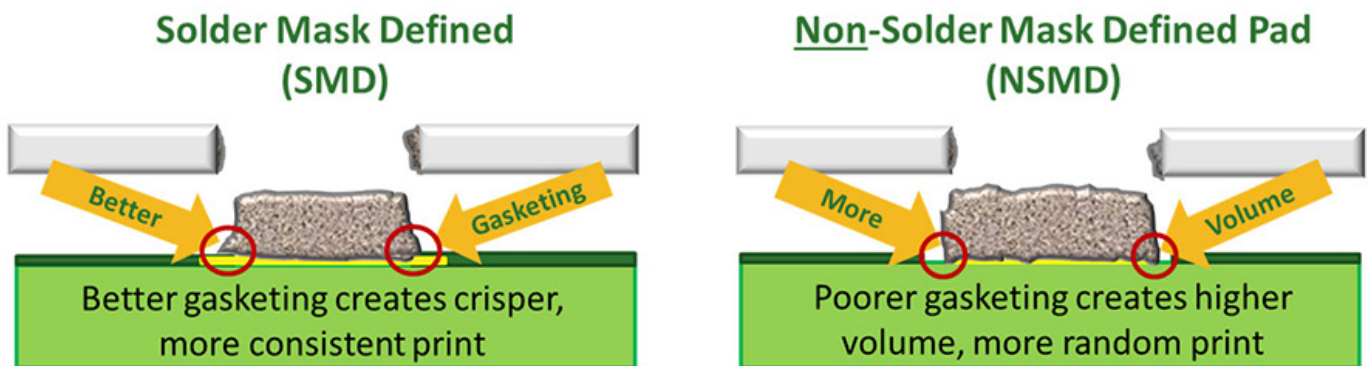 Solder Mask Defined
(SMD)
Better
Gasketing
Better gasketing creates crisper,
more consistent print
Non-Solder Mask Defined Pad
(NSMD)
More
Volume
Poorer gasketing creates higher
volume, more random print